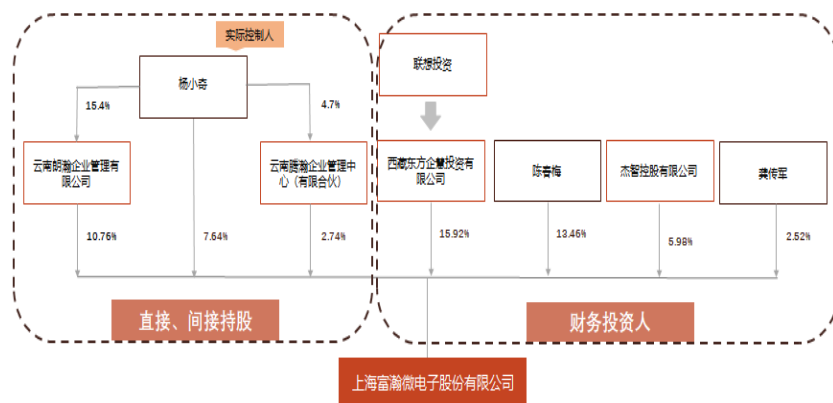 实际控制人
杨小奇
联想投资
15.4%
4.7%
云南朗瀚企业管理有
限公司
云南腾瀚企业管理中
心（有限合伙）
西藏东方企慧投资有
限公司
陈春梅
杰智控股有限公司
龚传军
10.76%
7.64%
2.74%
15.92%
13.46%
5.98%
2.52%
直接、间接持股
财务投资人
上海富瀚微电子股份有限公司